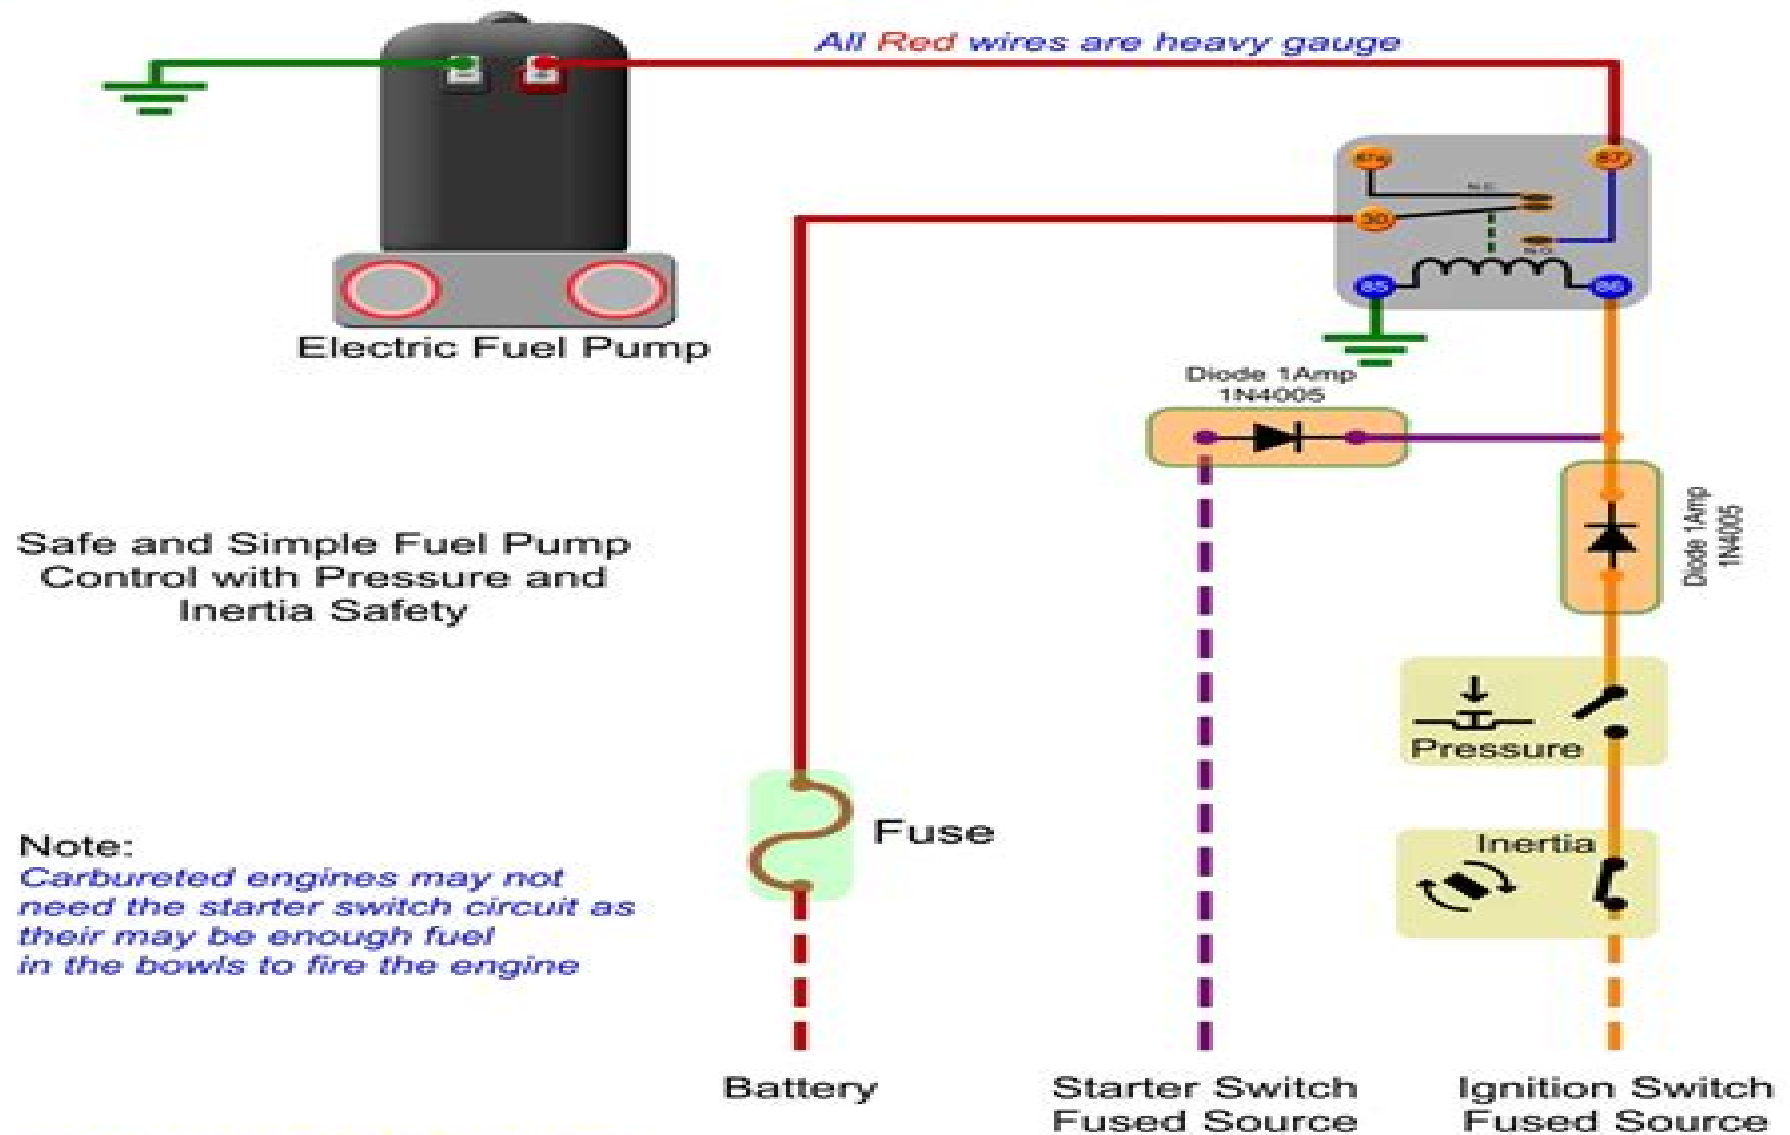 All Red wires are heavy gauge
-
+
87a
87
N.C.
30
N.O.
85
86
Electric Fuel Pump
Diode 1Amp
1N4005
Diode 1Amp
1N4005
Safe and Simple Fuel Pump
Control with Pressure and
Inertia Safety
Pressure
Fuse
Inertia
Note:
Carbureted engines may not
need the starter switch circuit as
their may be enough fuel
in the bowls to fire the engine
Battery
Starter Switch
Fused Source
Ignition Switch
Fused Source